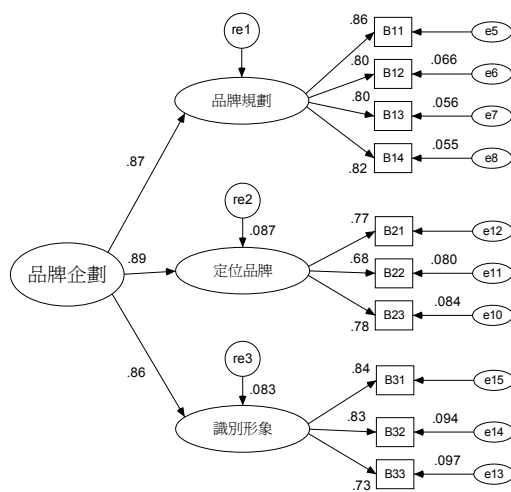 re1
.86
B11
e5
.80
B12
.066
e6
品牌規劃
.80
B13
.056
e7
.82
B14
.055
e8
.87
re2
.087
.77
B21
e12
品牌企劃
.89
定位品牌
.68
B22
.080
e11
.78
B23
.084
e10
.86
re3
.083
.84
B31
e15
識別形象
.83
B32
.094
e14
.73
B33
.097
e13